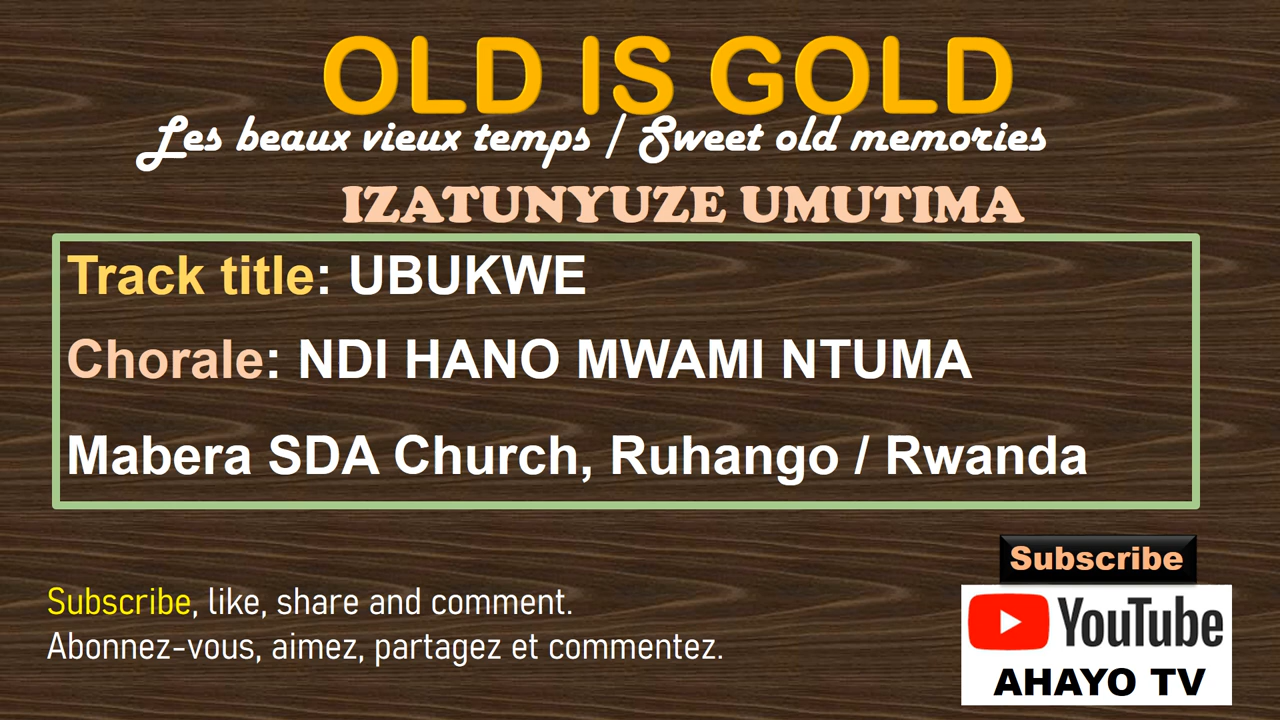 OLD IS GOLD
Les beaux vieux temps / Sweet old memories
IZATUNYUZE UMUTIMA
Track title: UBUKWE
Chorale: NDI HANO MWAMI NTUMA
Mabera SDA Church, Ruhango / Rwanda
Subscribe
Subscribe, like, share and comment.
Abonnez-vous, aimez, partagez et commentez.
YouTube
AHAYO TV